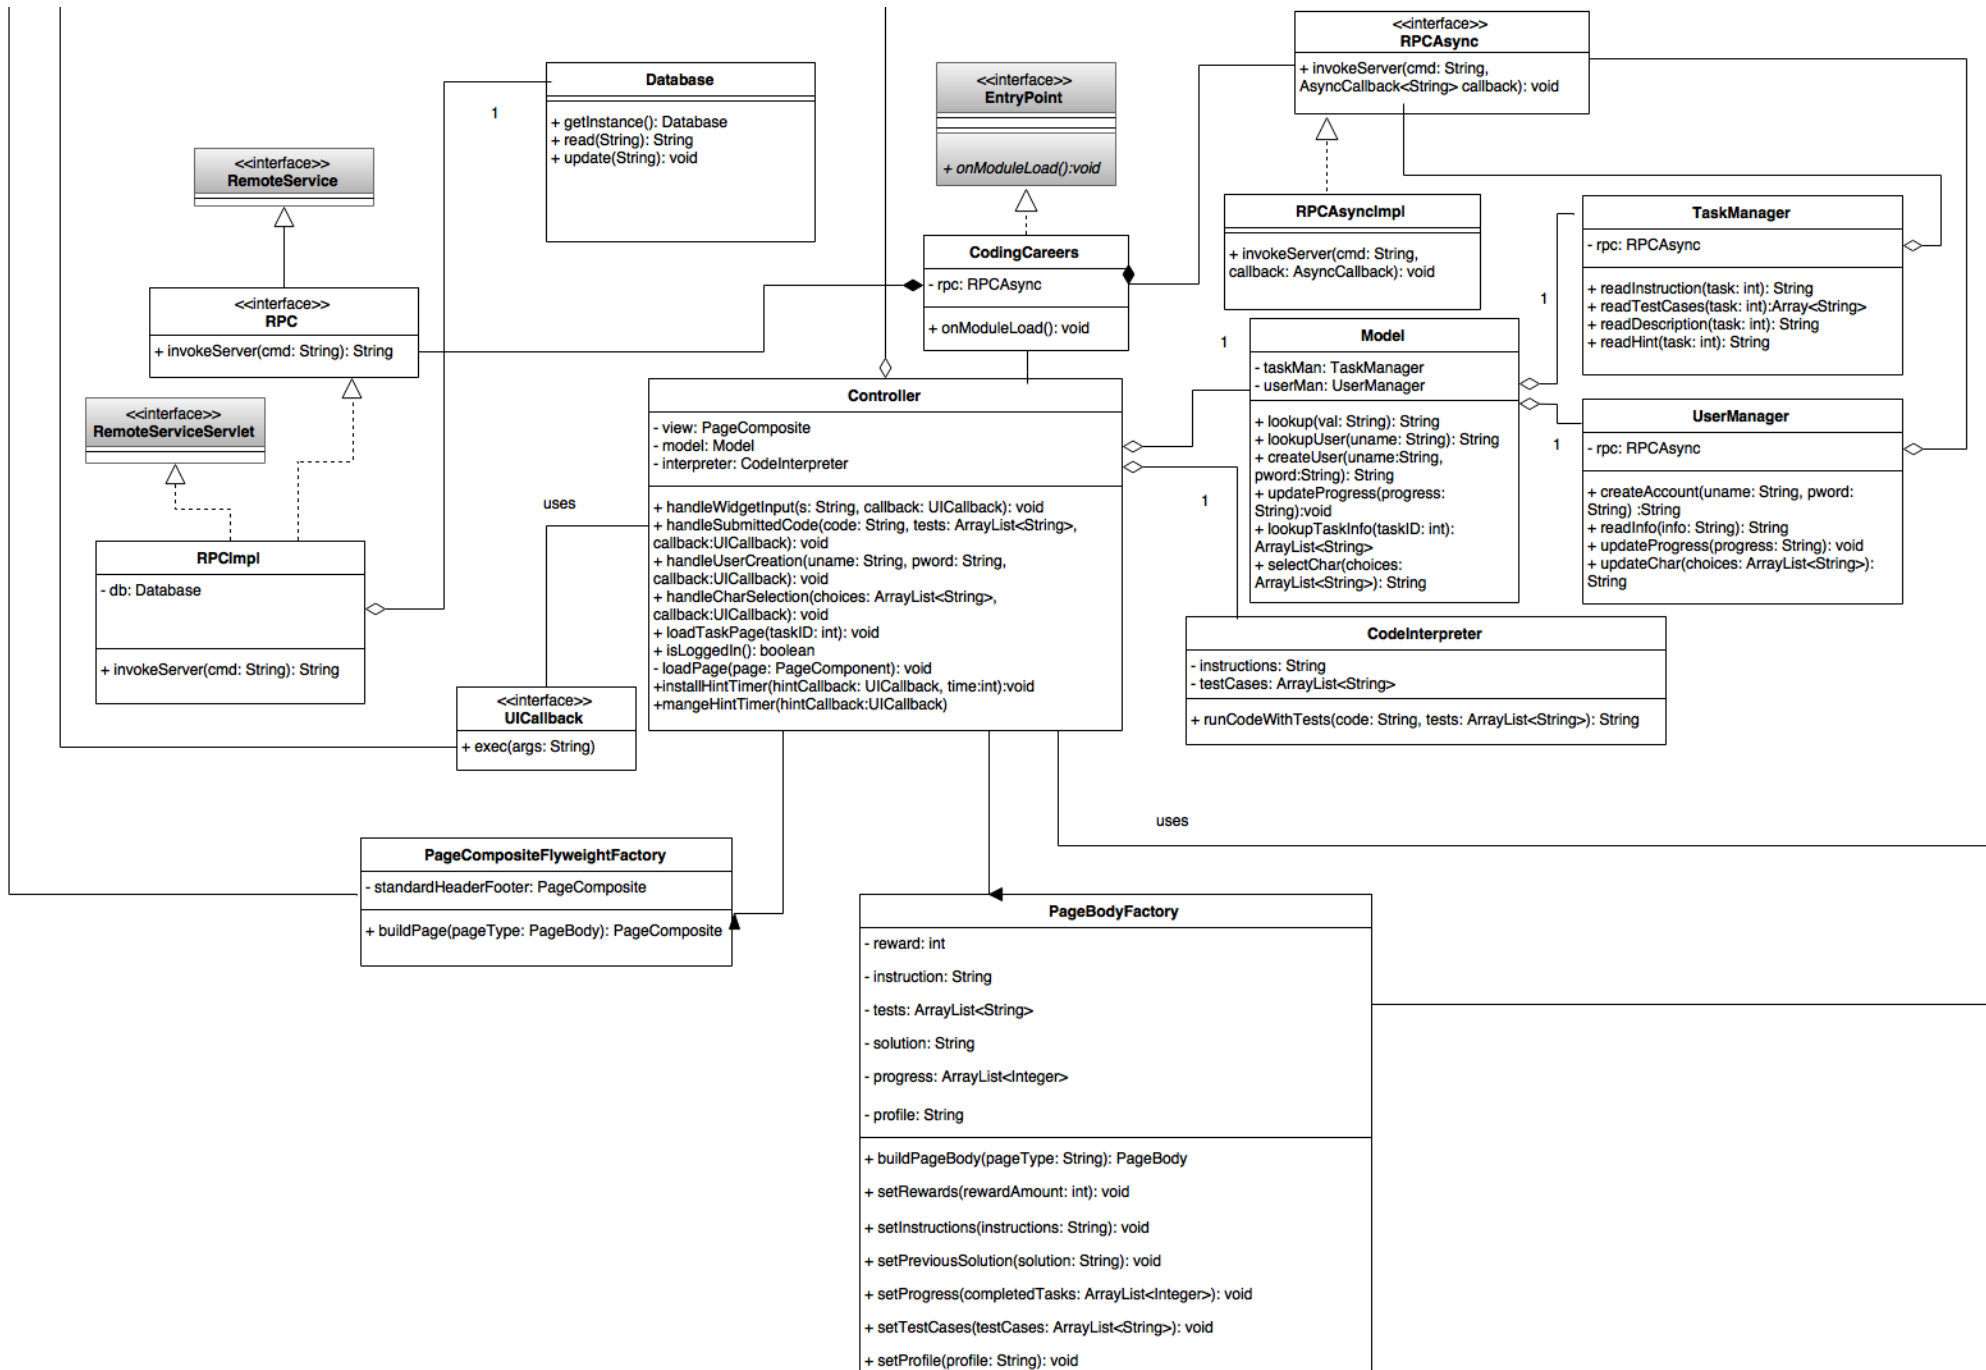 <<interface>>
RPCAsync
+ invokeServer(cmd: String,
AsyncCallback<String> callback): void
Database
+ getInstance(): Database
+ read(String): String
+ update(String): void
1
<<interface>>
EntryPoint
+ onModuleLoad():void
<<interface>>
RemoteService
RPCAsyncImpl
+ invokeServer(cmd: String,
callback: AsyncCallback): void
TaskManager
- rpc: RPCAsync
+ readInstruction(task: int): String
+ readTestCases(task: int):Array<String>
+ readDescription(task: int): String
+ readHint(task: int): String
1
CodingCareers
- rpc: RPCAsync
+ onModuleLoad(): void
<<interface>>
RPC
+ invokeServer(cmd: String): String
1
Model
- taskMan: TaskManager
- userMan: UserManager
+ lookup(val: String): String
+ lookupUser(uname: String): String
+ createUser(uname:String,
pword:String): String
+ updateProgress(progress:
String):void
+ lookupTaskInfo(taskID: int):
ArrayList<String>
+ selectChar(choices:
ArrayList<String>): String
1
UserManager
- rpc: RPCAsync
+ createAccount(uname: String, pword:
String) :String
+ readInfo(info: String): String
+ updateProgress(progress: String): void
+ updateChar(choices: ArrayList<String>):
String
<<interface>>
RemoteServiceServlet
Controller
- view: PageComposite
- model: Model
- interpreter: CodeInterpreter
+ handleWidgetInput(s: String, callback: UICallback): void
+ handleSubmittedCode(code: String, tests: ArrayList<String>,
callback:UICallback): void
+ handleUserCreation(uname: String, pword: String,
callback:UICallback): void
+ handleCharSelection(choices: ArrayList<String>,
callback:UICallback): void
+ loadTaskPage(taskID: int): void
+ isLoggedIn(): boolean
- loadPage(page: PageComponent): void
+installHintTimer(hintCallback: UICallback, time:int):void
+mangeHintTimer(hintCallback:UICallback)
1
uses
RPCImpl
- db: Database
+ invokeServer(cmd: String): String
CodeInterpreter
- instructions: String
- testCases: ArrayList<String>
+ runCodeWithTests(code: String, tests: ArrayList<String>): String
<<interface>>
UICallback
+ exec(args: String)
uses
PageCompositeFlyweightFactory
- standardHeaderFooter: PageComposite
+ buildPage(pageType: PageBody): PageComposite
PageBodyFactory
- reward: int
- instruction: String
- tests: ArrayList<String>
- solution: String
- progress: ArrayList<Integer>
- profile: String
+ buildPageBody(pageType: String): PageBody
+ setRewards(rewardAmount: int): void
+ setInstructions(instructions: String): void
+ setPreviousSolution(solution: String): void
+ setProgress(completedTasks: ArrayList<Integer>): void
+ setTestCases(testCases: ArrayList<String>): void
+ setProfile(profile: String): void